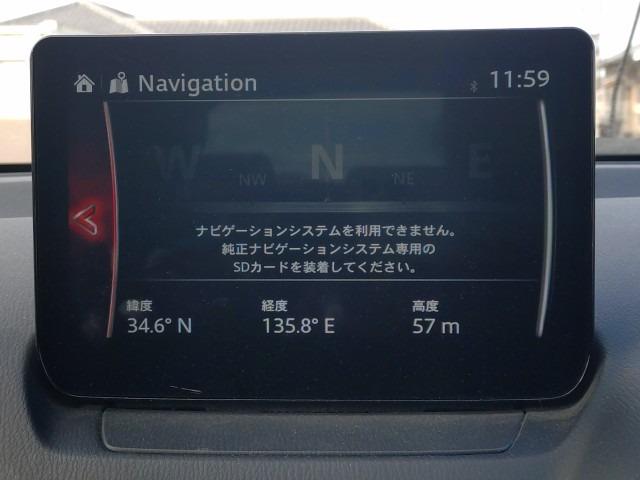 Navigation
11:59
W NW N NE E
ナビゲーションシステムを利用できません。
純正ナビゲーションシステム専用の
SDカードを装着してください。
緯度 経度 高度
34.6° N 135.8° E 57 m